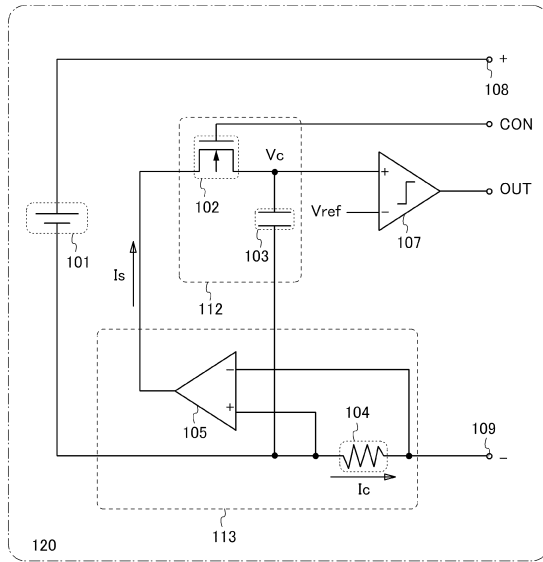 +
108
CON
102
Vc
+
OUT
Vref
−
107
101
103
Is
112
−
+
105
104
109
−
Ic
113
120